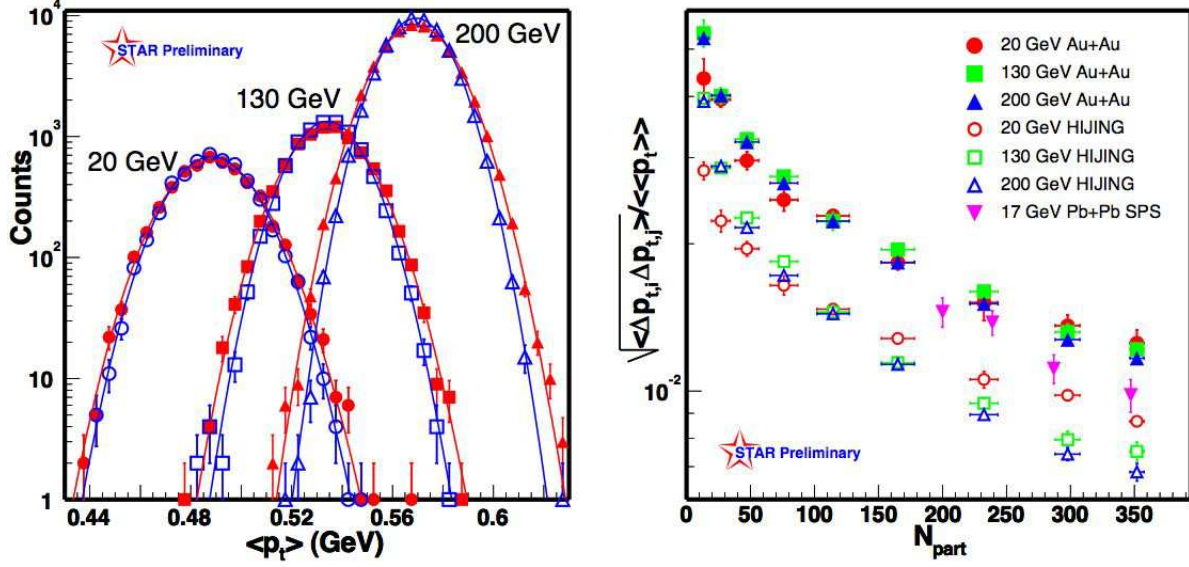 10⁴
10³
10²
10
1
Counts
STAR Preliminary
20 GeV
130 GeV
200 GeV
0.44
0.48
0.52
0.56
0.6
<pₜ> (GeV)
√<Δpₜ,ᵢ Δpₜ,ⱼ>/<<pₜ>>
10⁻²
20 GeV Au+Au
130 GeV Au+Au
200 GeV Au+Au
20 GeV HIJING
130 GeV HIJING
200 GeV HIJING
17 GeV Pb+Pb SPS
STAR Preliminary
0
50
100
150
200
250
300
350
Npart